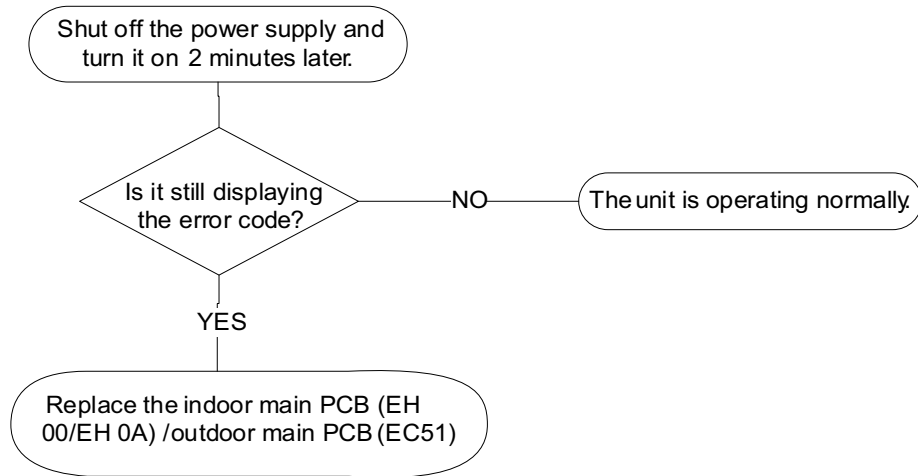 Shut off the power supply and
turn it on 2 minutes later.
Is it still displaying
the error code?
NO
The unit is operating normally.
YES
Replace the indoor main PCB (EH
00/EH 0A) /outdoor main PCB (EC51)